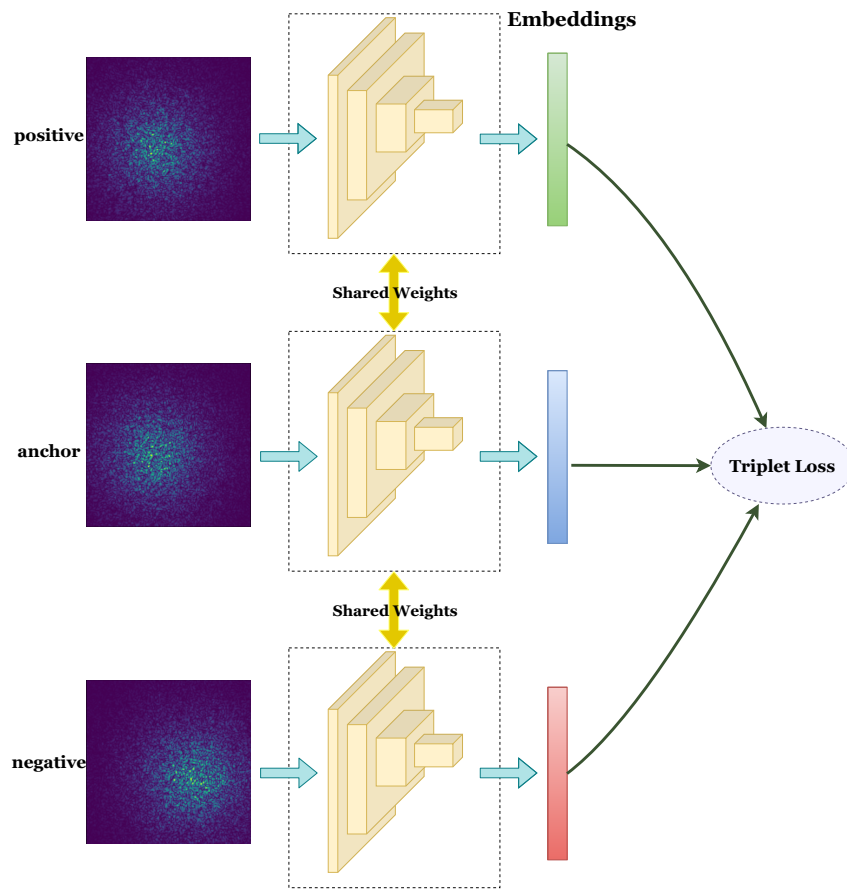 Embeddings
positive
Shared Weights
anchor
Triplet Loss
Shared Weights
negative